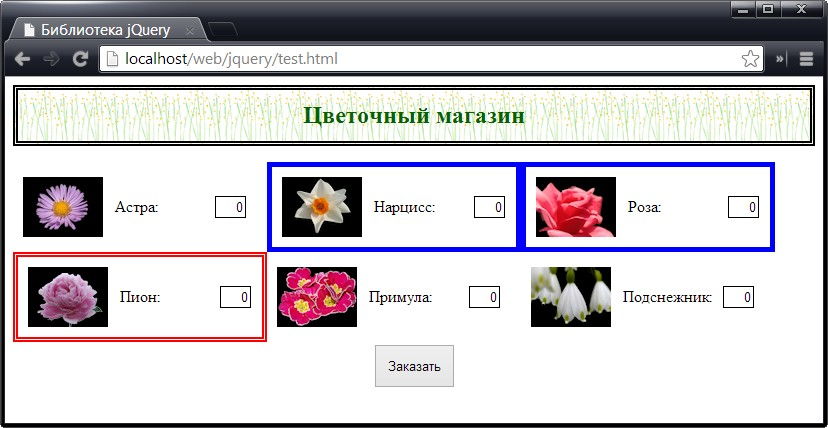 Библиотека jQuery
localhost/web/jquery/test.html
Цветочный магазин
Астра: 0 Нарцисс: 0 Роза: 0
Пион: 0 Примула: 0 Подснежник: 0
Заказать